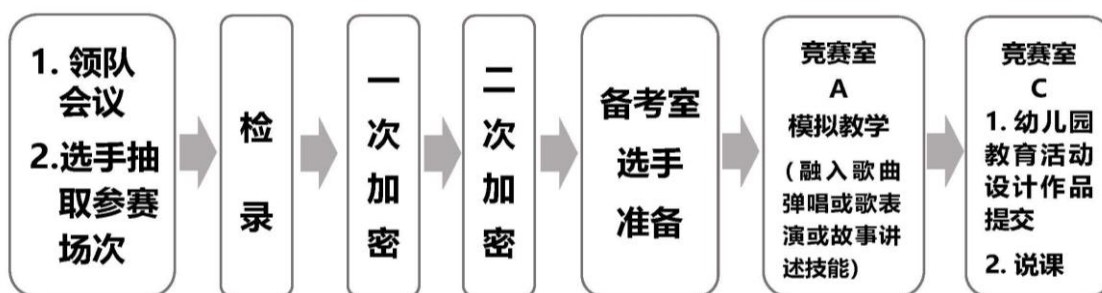 1. 领队
会议
2.选手抽
取参赛
场次
检
录
一
次
加
密
二
次
加
密
备考室
选手
准备
竞赛室
A
模拟教学
(融入歌曲
弹唱或歌表
演或故事讲
述技能)
竞赛室
C
1. 幼儿园
教育活动
设计作品
提交
2. 说课